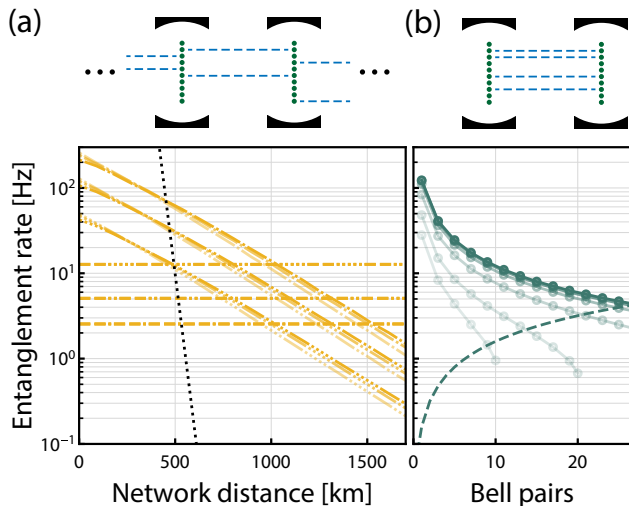 (a) (b)
Entanglement rate [Hz]
10²
10¹
10⁰
10⁻¹
0 500 1000 1500
0 10 20
Network distance [km]
Bell pairs